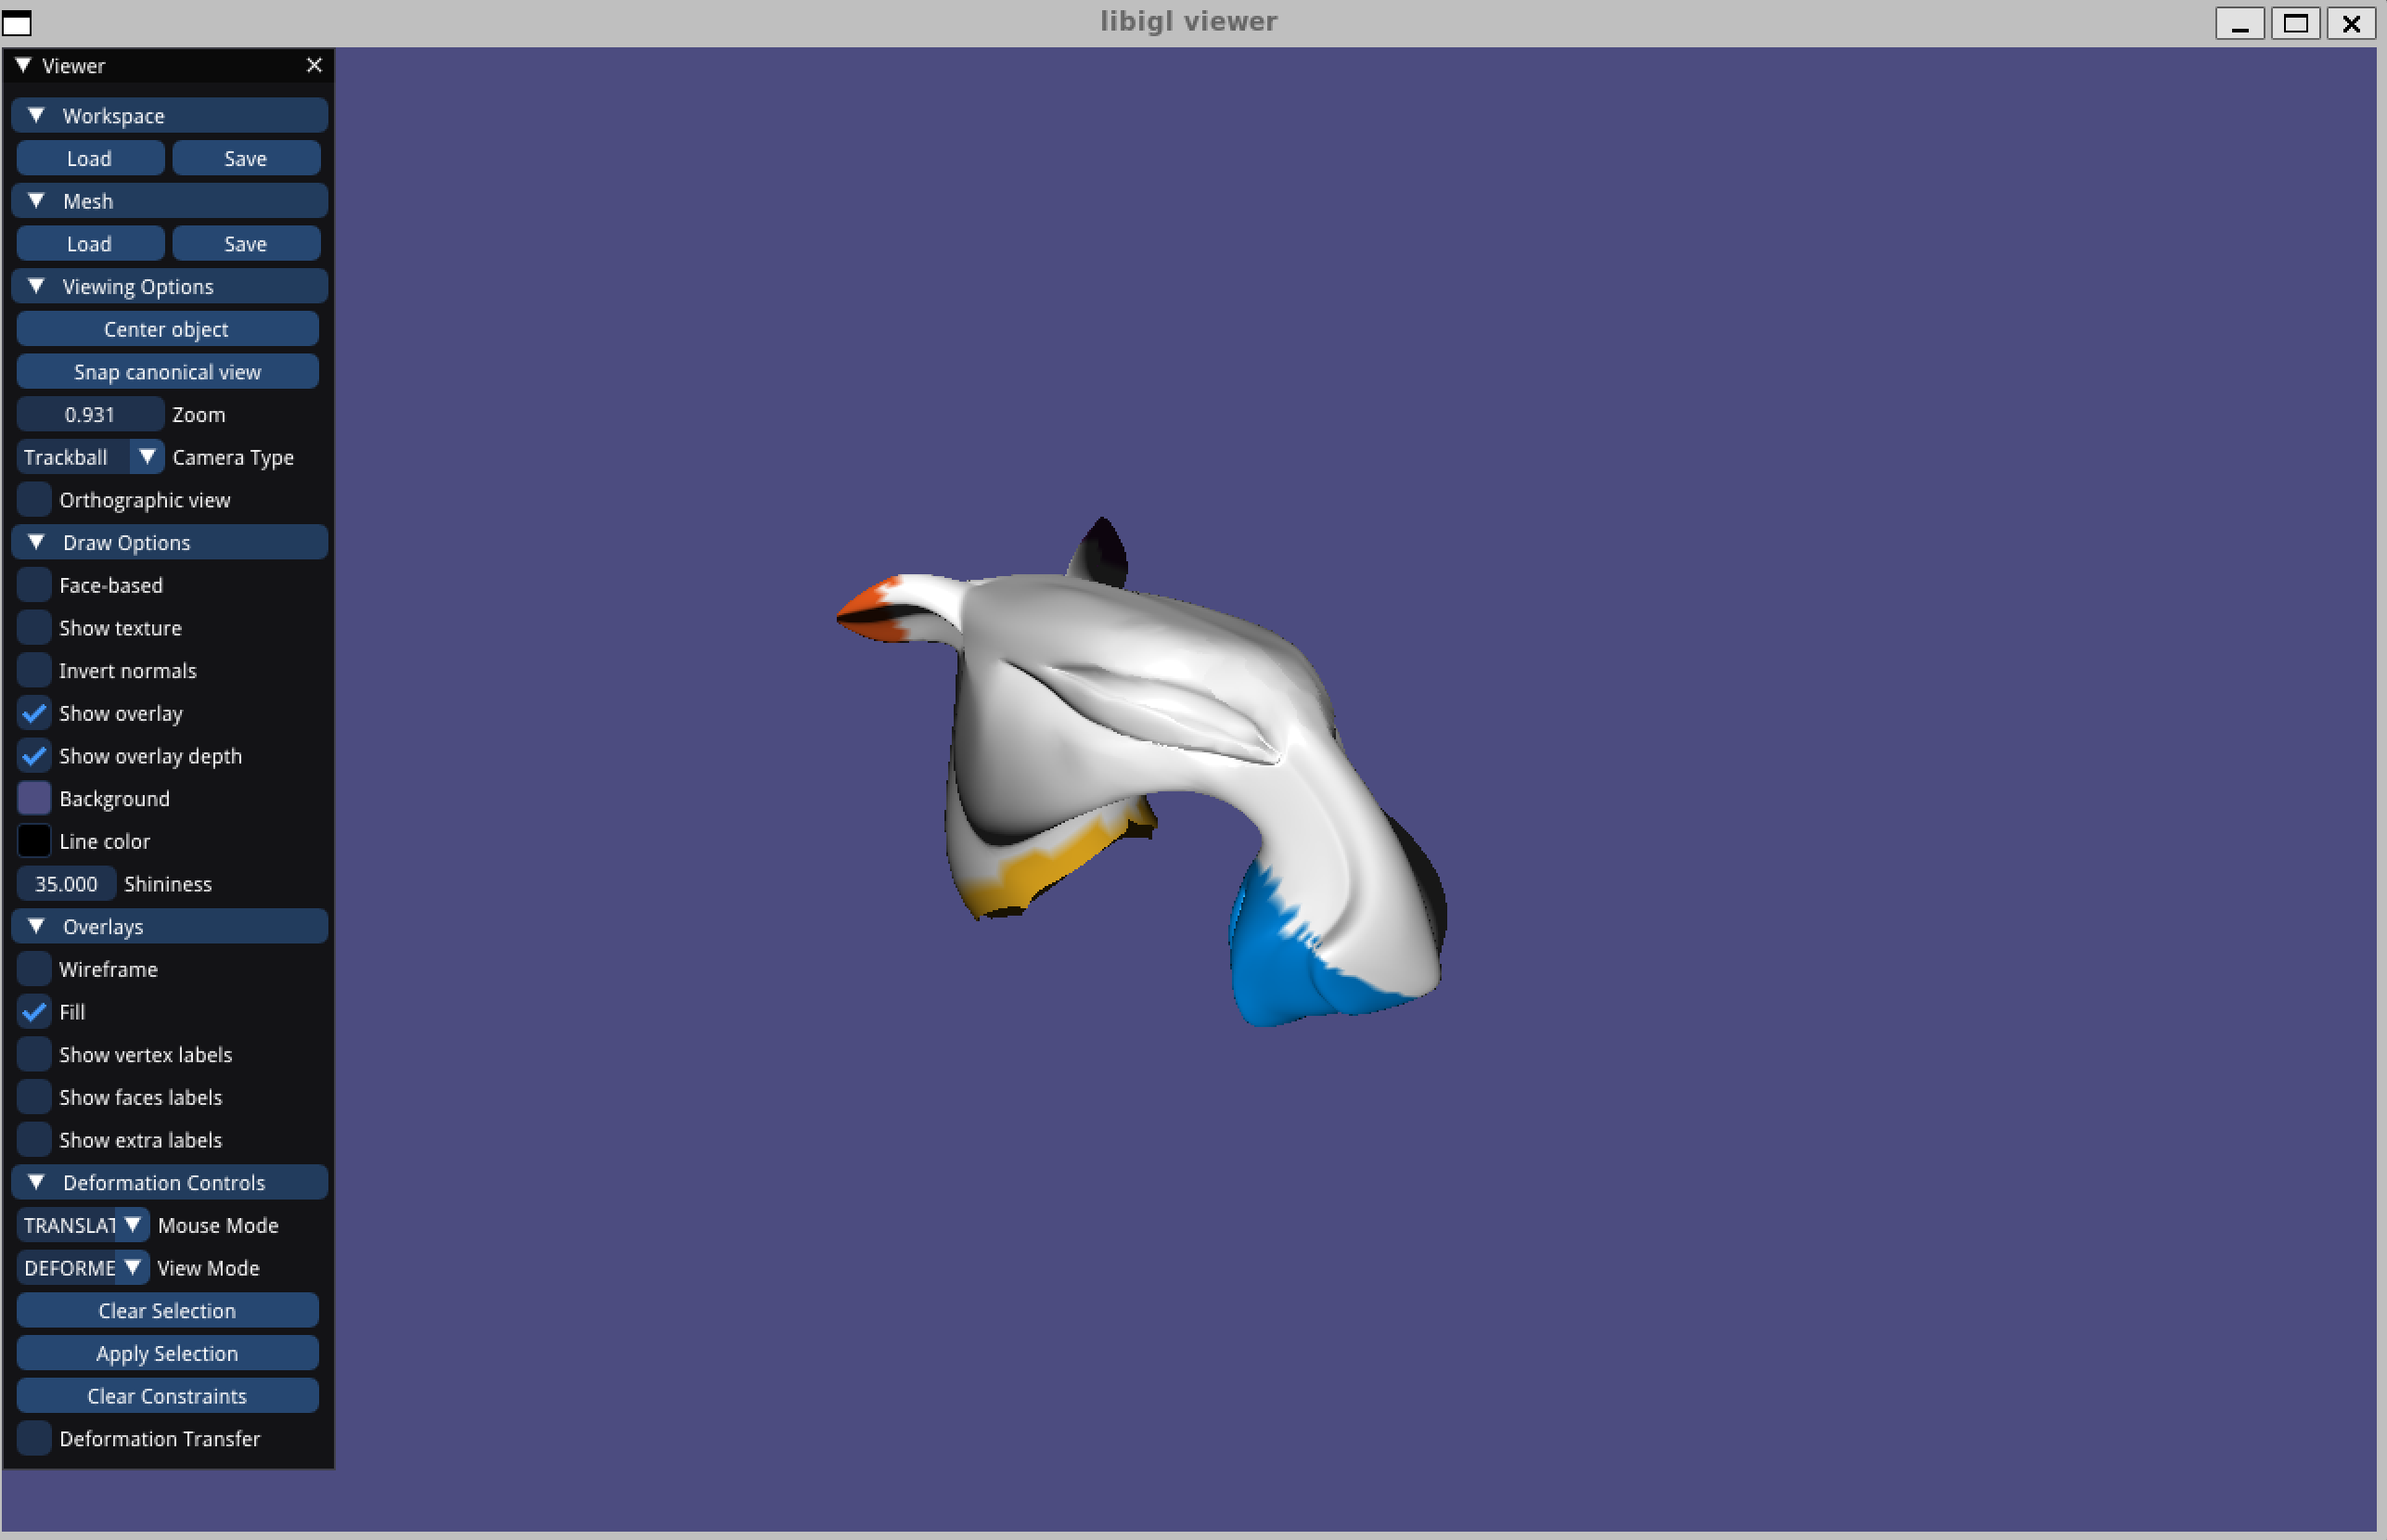 libigl viewer
Viewer
Workspace
Load Save
Mesh
Load Save
Viewing Options
Center object
Snap canonical view
0.931 Zoom
Trackball Camera Type
Orthographic view
Draw Options
Face-based
Show texture
Invert normals
Show overlay
Show overlay depth
Background
Line color
35.000 Shininess
Overlays
Wireframe
Fill
Show vertex labels
Show faces labels
Show extra labels
Deformation Controls
TRANSLAT Mouse Mode
DEFORME View Mode
Clear Selection
Apply Selection
Clear Constraints
Deformation Transfer